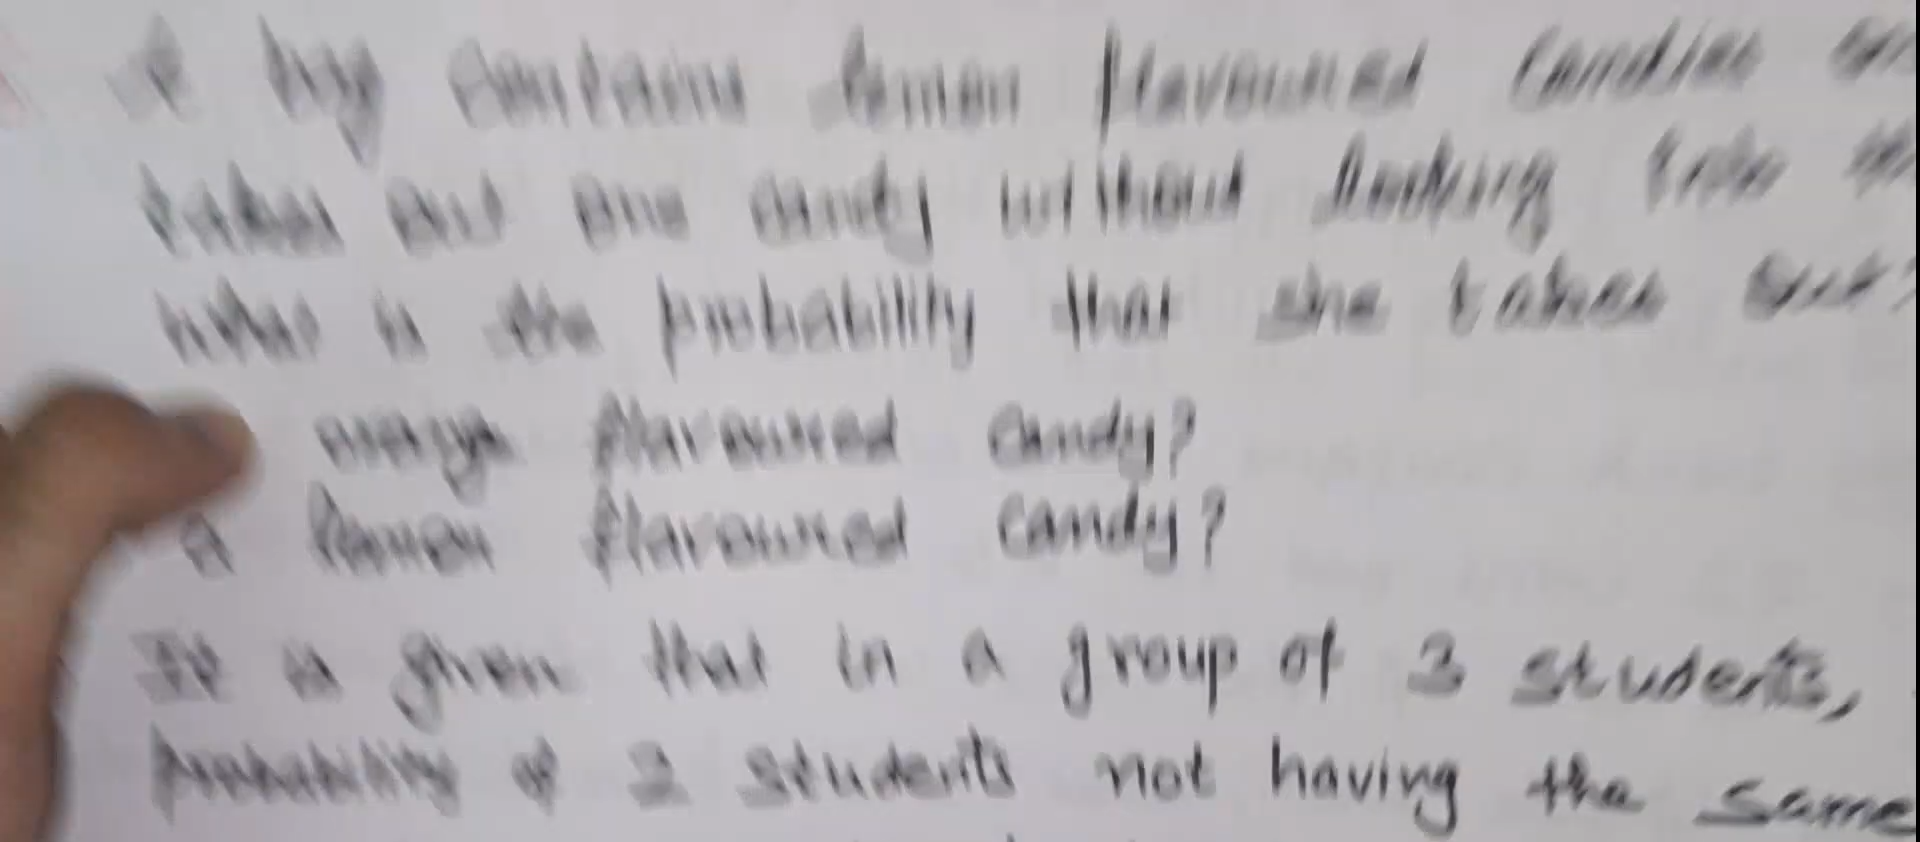 A bag contains lemon flavoured candies
takes out one candy without looking into
what is the probability that she takes out?
orange flavoured candy?
a lemon flavoured candy?
It is given that in a group of 3 students,
probability of 2 students not having the same